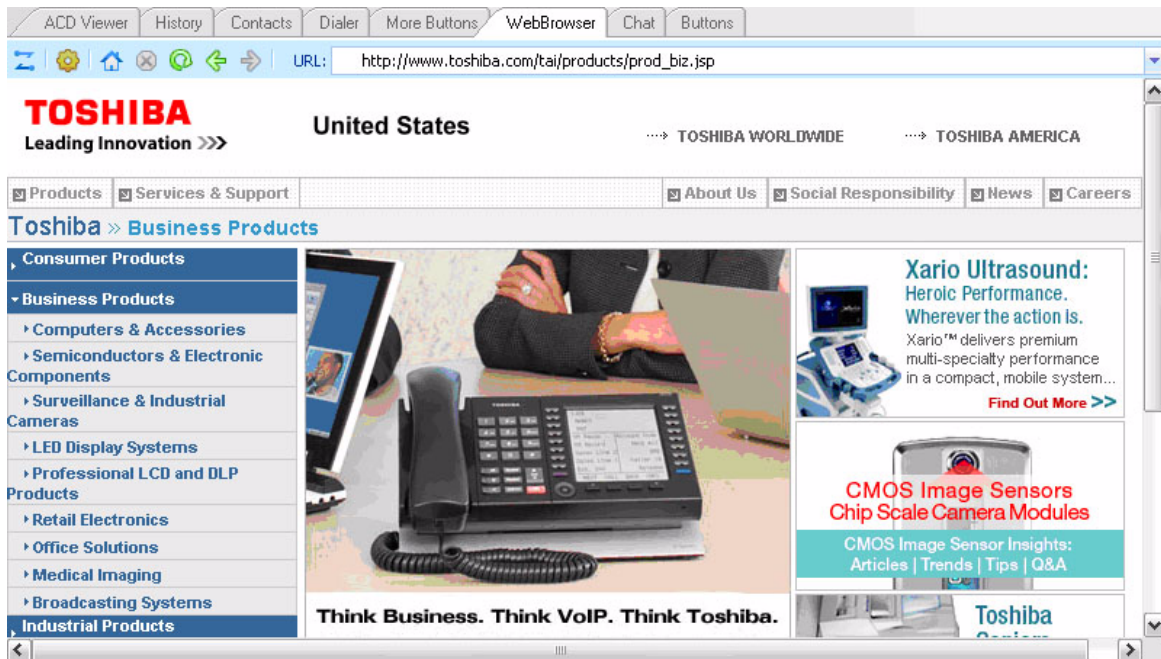 ACD Viewer History Contacts Dialer More Buttons WebBrowser Chat Buttons
URL: http://www.toshiba.com/tai/products/prod_biz.jsp
TOSHIBA
Leading Innovation >>>
United States
TOSHIBA WORLDWIDE
TOSHIBA AMERICA
Products Services & Support About Us Social Responsibility News Careers
Toshiba » Business Products
Consumer Products
Business Products
Computers & Accessories
Semiconductors & Electronic
Components
Surveillance & Industrial
Cameras
LED Display Systems
Professional LCD and DLP
Products
Retail Electronics
Office Solutions
Medical Imaging
Broadcasting Systems
Industrial Products
TOSHIBA
Think Business. Think VoIP. Think Toshiba.
Xario Ultrasound:
Heroic Performance.
Wherever the action is.
Xario™ delivers premium
multi-specialty performance
in a compact, mobile system...
Find Out More >>
CMOS Image Sensors
Chip Scale Camera Modules
CMOS Image Sensor Insights:
Articles | Trends | Tips | Q&A
Toshiba